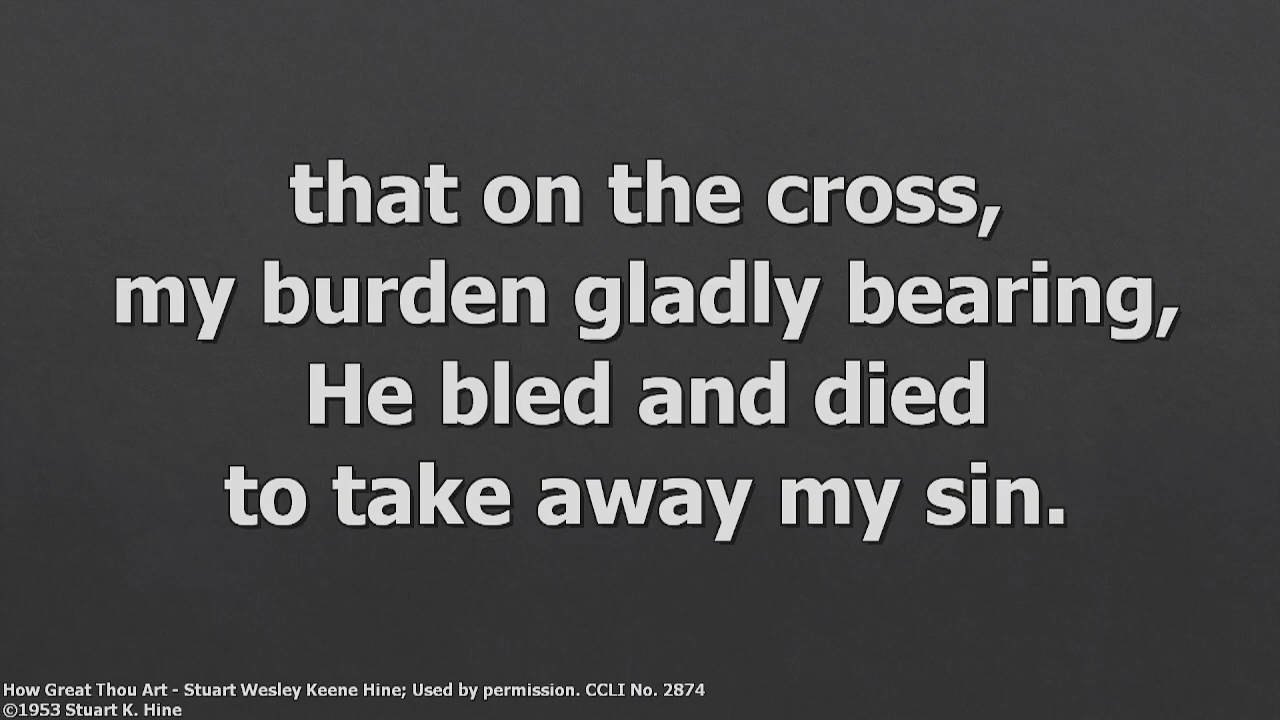 that on the cross,
my burden gladly bearing,
He bled and died
to take away my sin.
How Great Thou Art - Stuart Wesley Keene Hine; Used by permission. CCLI No. 2874
©1953 Stuart K. Hine